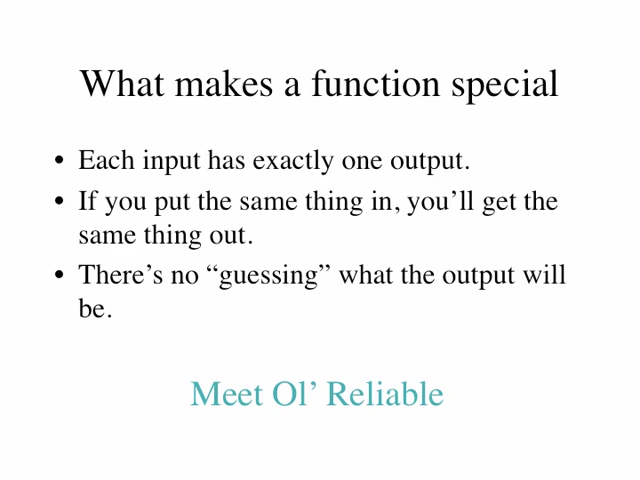 What makes a function special
• Each input has exactly one output.
• If you put the same thing in, you’ll get the
same thing out.
• There’s no “guessing” what the output will
be.
Meet Ol’ Reliable